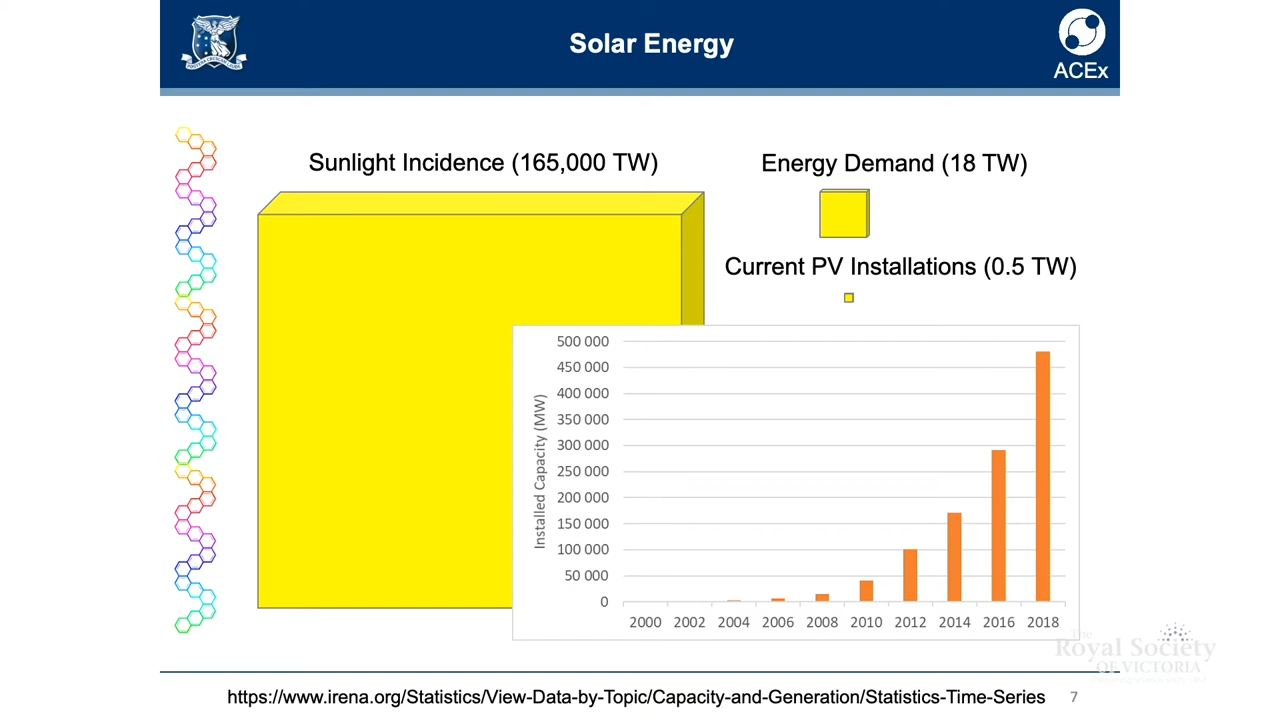 Solar Energy
ACEx
Sunlight Incidence (165,000 TW)
Energy Demand (18 TW)
Current PV Installations (0.5 TW)
Installed Capacity (MW)
500 000
450 000
400 000
350 000
300 000
250 000
200 000
150 000
100 000
50 000
0
2000 2002 2004 2006 2008 2010 2012 2014 2016 2018
The
Royal Society
OF VICTORIA
https://www.irena.org/Statistics/View-Data-by-Topic/Capacity-and-Generation/Statistics-Time-Series
7